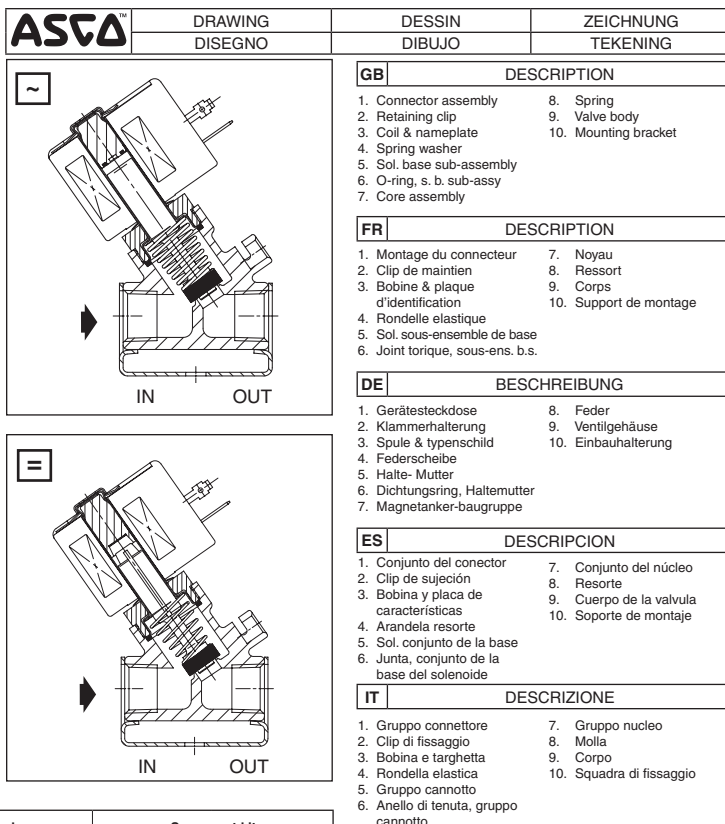 ASCO™
DRAWING DESSIN ZEICHNUNG
DISEGNO DIBUJO TEKENING
~
IN OUT
=
IN OUT
GB DESCRIPTION
1. Connector assembly
2. Retaining clip
3. Coil & nameplate
4. Spring washer
5. Sol. base sub-assembly
6. O-ring, s. b. sub-assy
7. Core assembly
8. Spring
9. Valve body
10. Mounting bracket
FR DESCRIPTION
1. Montage du connecteur
2. Clip de maintien
3. Bobine & plaque
d'identification
4. Rondelle elastique
5. Sol. sous-ensemble de base
6. Joint torique, sous-ens. b.s.
7. Noyau
8. Ressort
9. Corps
10. Support de montage
DE BESCHREIBUNG
1. Gerätesteckdose
2. Klammerhalterung
3. Spule & typenschild
4. Federscheibe
5. Halte- Mutter
6. Dichtungsring, Haltemutter
7. Magnetanker-baugruppe
8. Feder
9. Ventilgehäuse
10. Einbauhalterung
ES DESCRIPCION
1. Conjunto del conector
2. Clip de sujeción
3. Bobina y placa de
características
4. Arandela resorte
5. Sol. conjunto de la base
6. Junta, conjunto de la
base del solenoide
7. Conjunto del núcleo
8. Resorte
9. Cuerpo de la valvula
10. Soporte de montaje
IT DESCRIZIONE
1. Gruppo connettore
2. Clip di fissaggio
3. Bobina e targhetta
4. Rondella elastica
5. Gruppo cannotto
6. Anello di tenuta, gruppo
cannotto
7. Gruppo nucleo
8. Molla
9. Corpo
10. Squadra di fissaggio